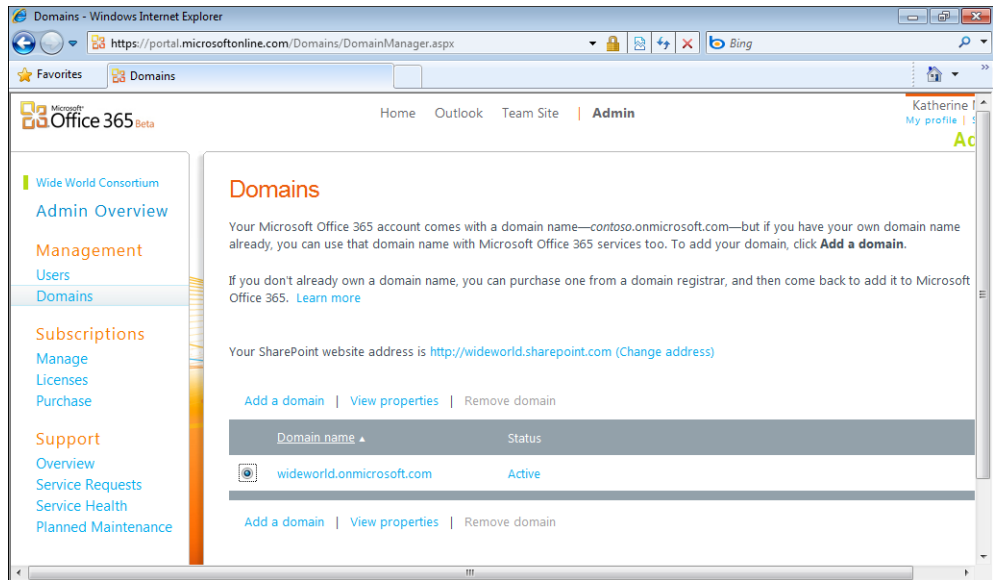 Domains - Windows Internet Explorer
https://portal.microsoftonline.com/Domains/DomainManager.aspx
Bing
Favorites
Domains
Microsoft
Office 365 Beta
Home Outlook Team Site | Admin
Katherine
My profile |
Wide World Consortium
Admin Overview
Management
Users
Domains
Subscriptions
Manage
Licenses
Purchase
Support
Overview
Service Requests
Service Health
Planned Maintenance
Domains
Your Microsoft Office 365 account comes with a domain name—contoso.onmicrosoft.com—but if you have your own domain name
already, you can use that domain name with Microsoft Office 365 services too. To add your domain, click Add a domain.
If you don't already own a domain name, you can purchase one from a domain registrar, and then come back to add it to Microsoft
Office 365. Learn more
Your SharePoint website address is http://wideworld.sharepoint.com (Change address)
Add a domain | View properties | Remove domain
Domain name Status
wideworld.onmicrosoft.com Active
Add a domain | View properties | Remove domain